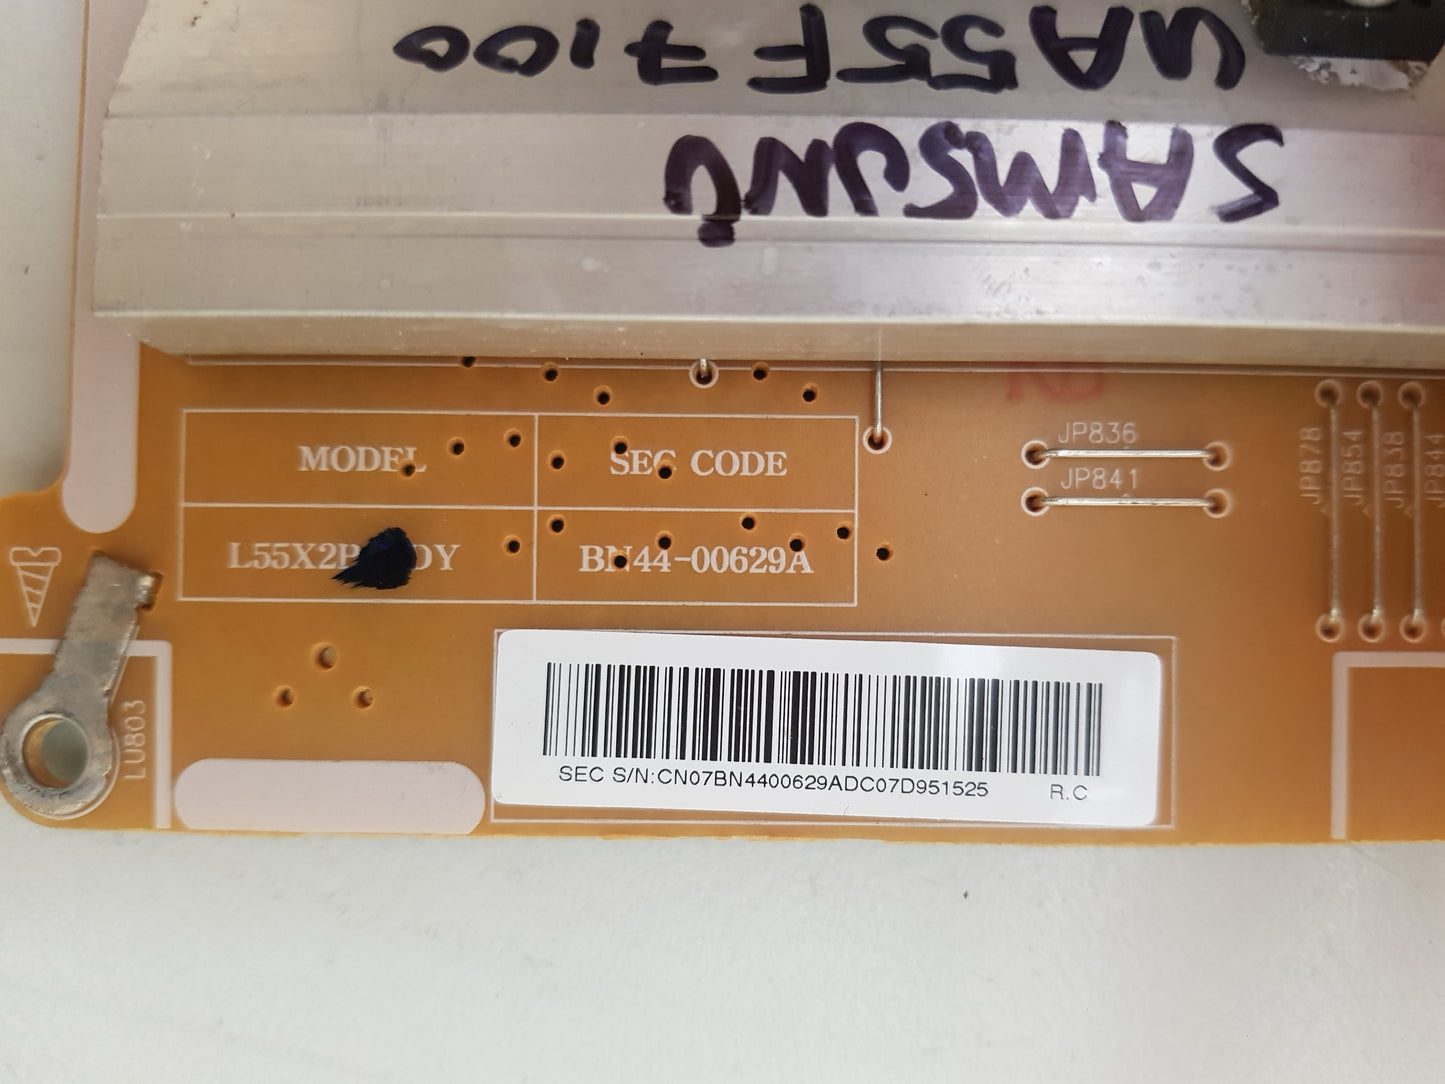 UA55F7100
SAMSUNG
MODEL
SEC CODE
BN44-00629A
JP836
JP841
JP878
JP854
JP838
JP844
LU803
SEC S/N:CN07BN4400629ADC07D951525
R.C